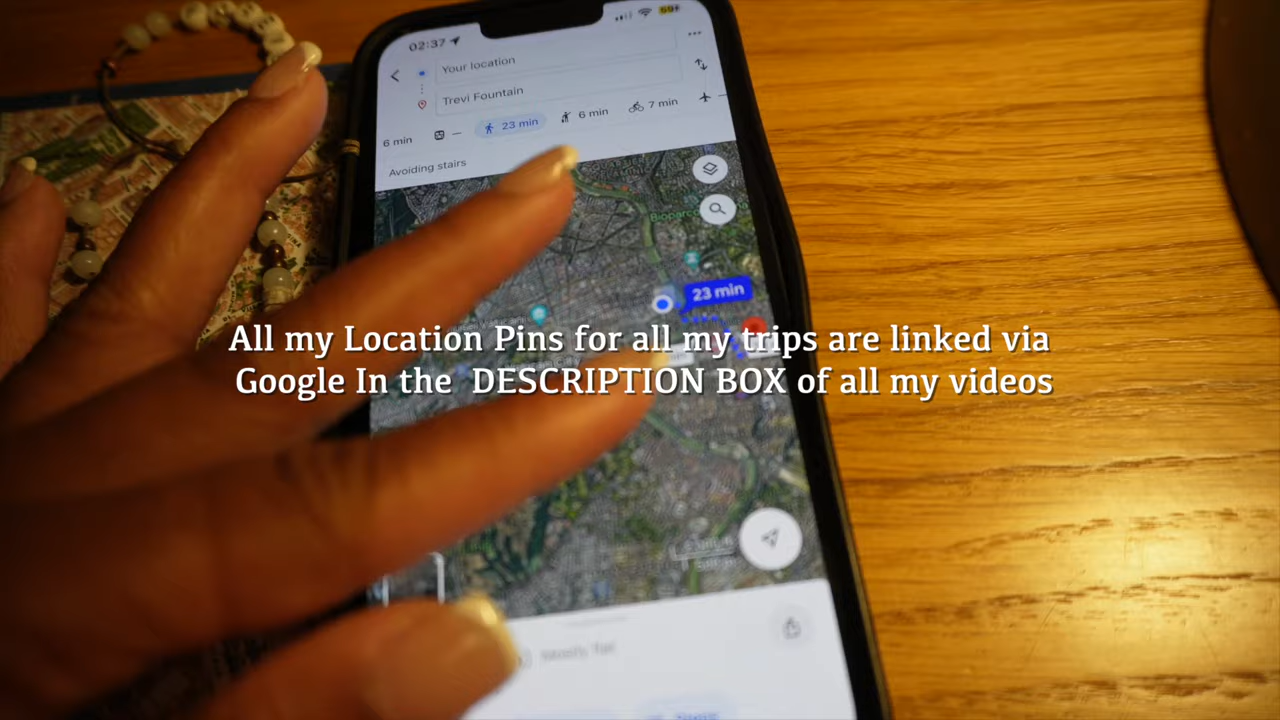 02:37
59
Your location
Trevi Fountain
6 min
23 min
6 min
7 min
Avoiding stairs
23 min
All my Location Pins for all my trips are linked via
Google In the DESCRIPTION BOX of all my videos